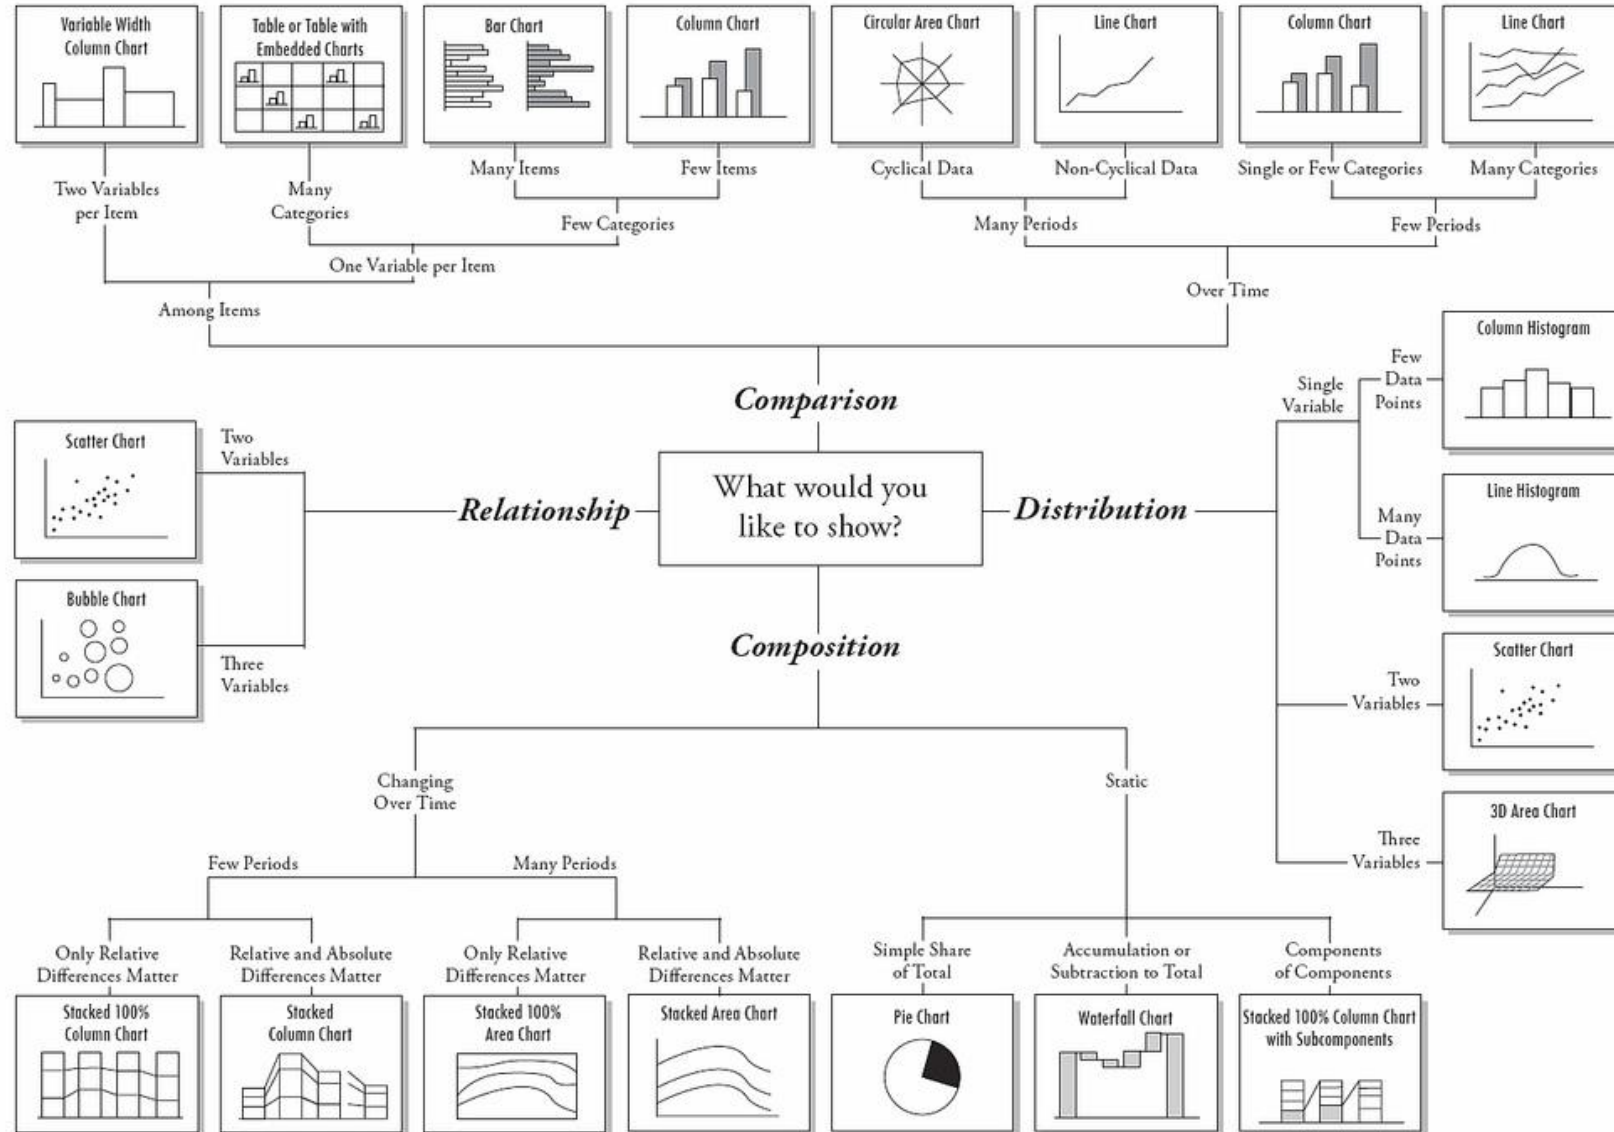 Variable Width
Column Chart
Table or Table with
Embedded Charts
Bar Chart
Column Chart
Circular Area Chart
Line Chart
Column Chart
Line Chart
Two Variables
per Item
Many
Categories
Many Items
Few Items
Cyclical Data
Non-Cyclical Data
Single or Few Categories
Many Categories
Few Categories
Many Periods
Few Periods
One Variable per Item
Among Items
Over Time
Comparison
What would you
like to show?
Relationship
Two
Variables
Scatter Chart
Three
Variables
Bubble Chart
Distribution
Single
Variable
Few
Data
Points
Column Histogram
Many
Data
Points
Line Histogram
Two
Variables
Scatter Chart
Three
Variables
3D Area Chart
Composition
Changing
Over Time
Static
Few Periods
Many Periods
Only Relative
Differences Matter
Relative and Absolute
Differences Matter
Only Relative
Differences Matter
Relative and Absolute
Differences Matter
Simple Share
of Total
Accumulation or
Subtraction to Total
Components
of Components
Stacked 100%
Column Chart
Stacked
Column Chart
Stacked 100%
Area Chart
Stacked Area Chart
Pie Chart
Waterfall Chart
Stacked 100% Column Chart
with Subcomponents